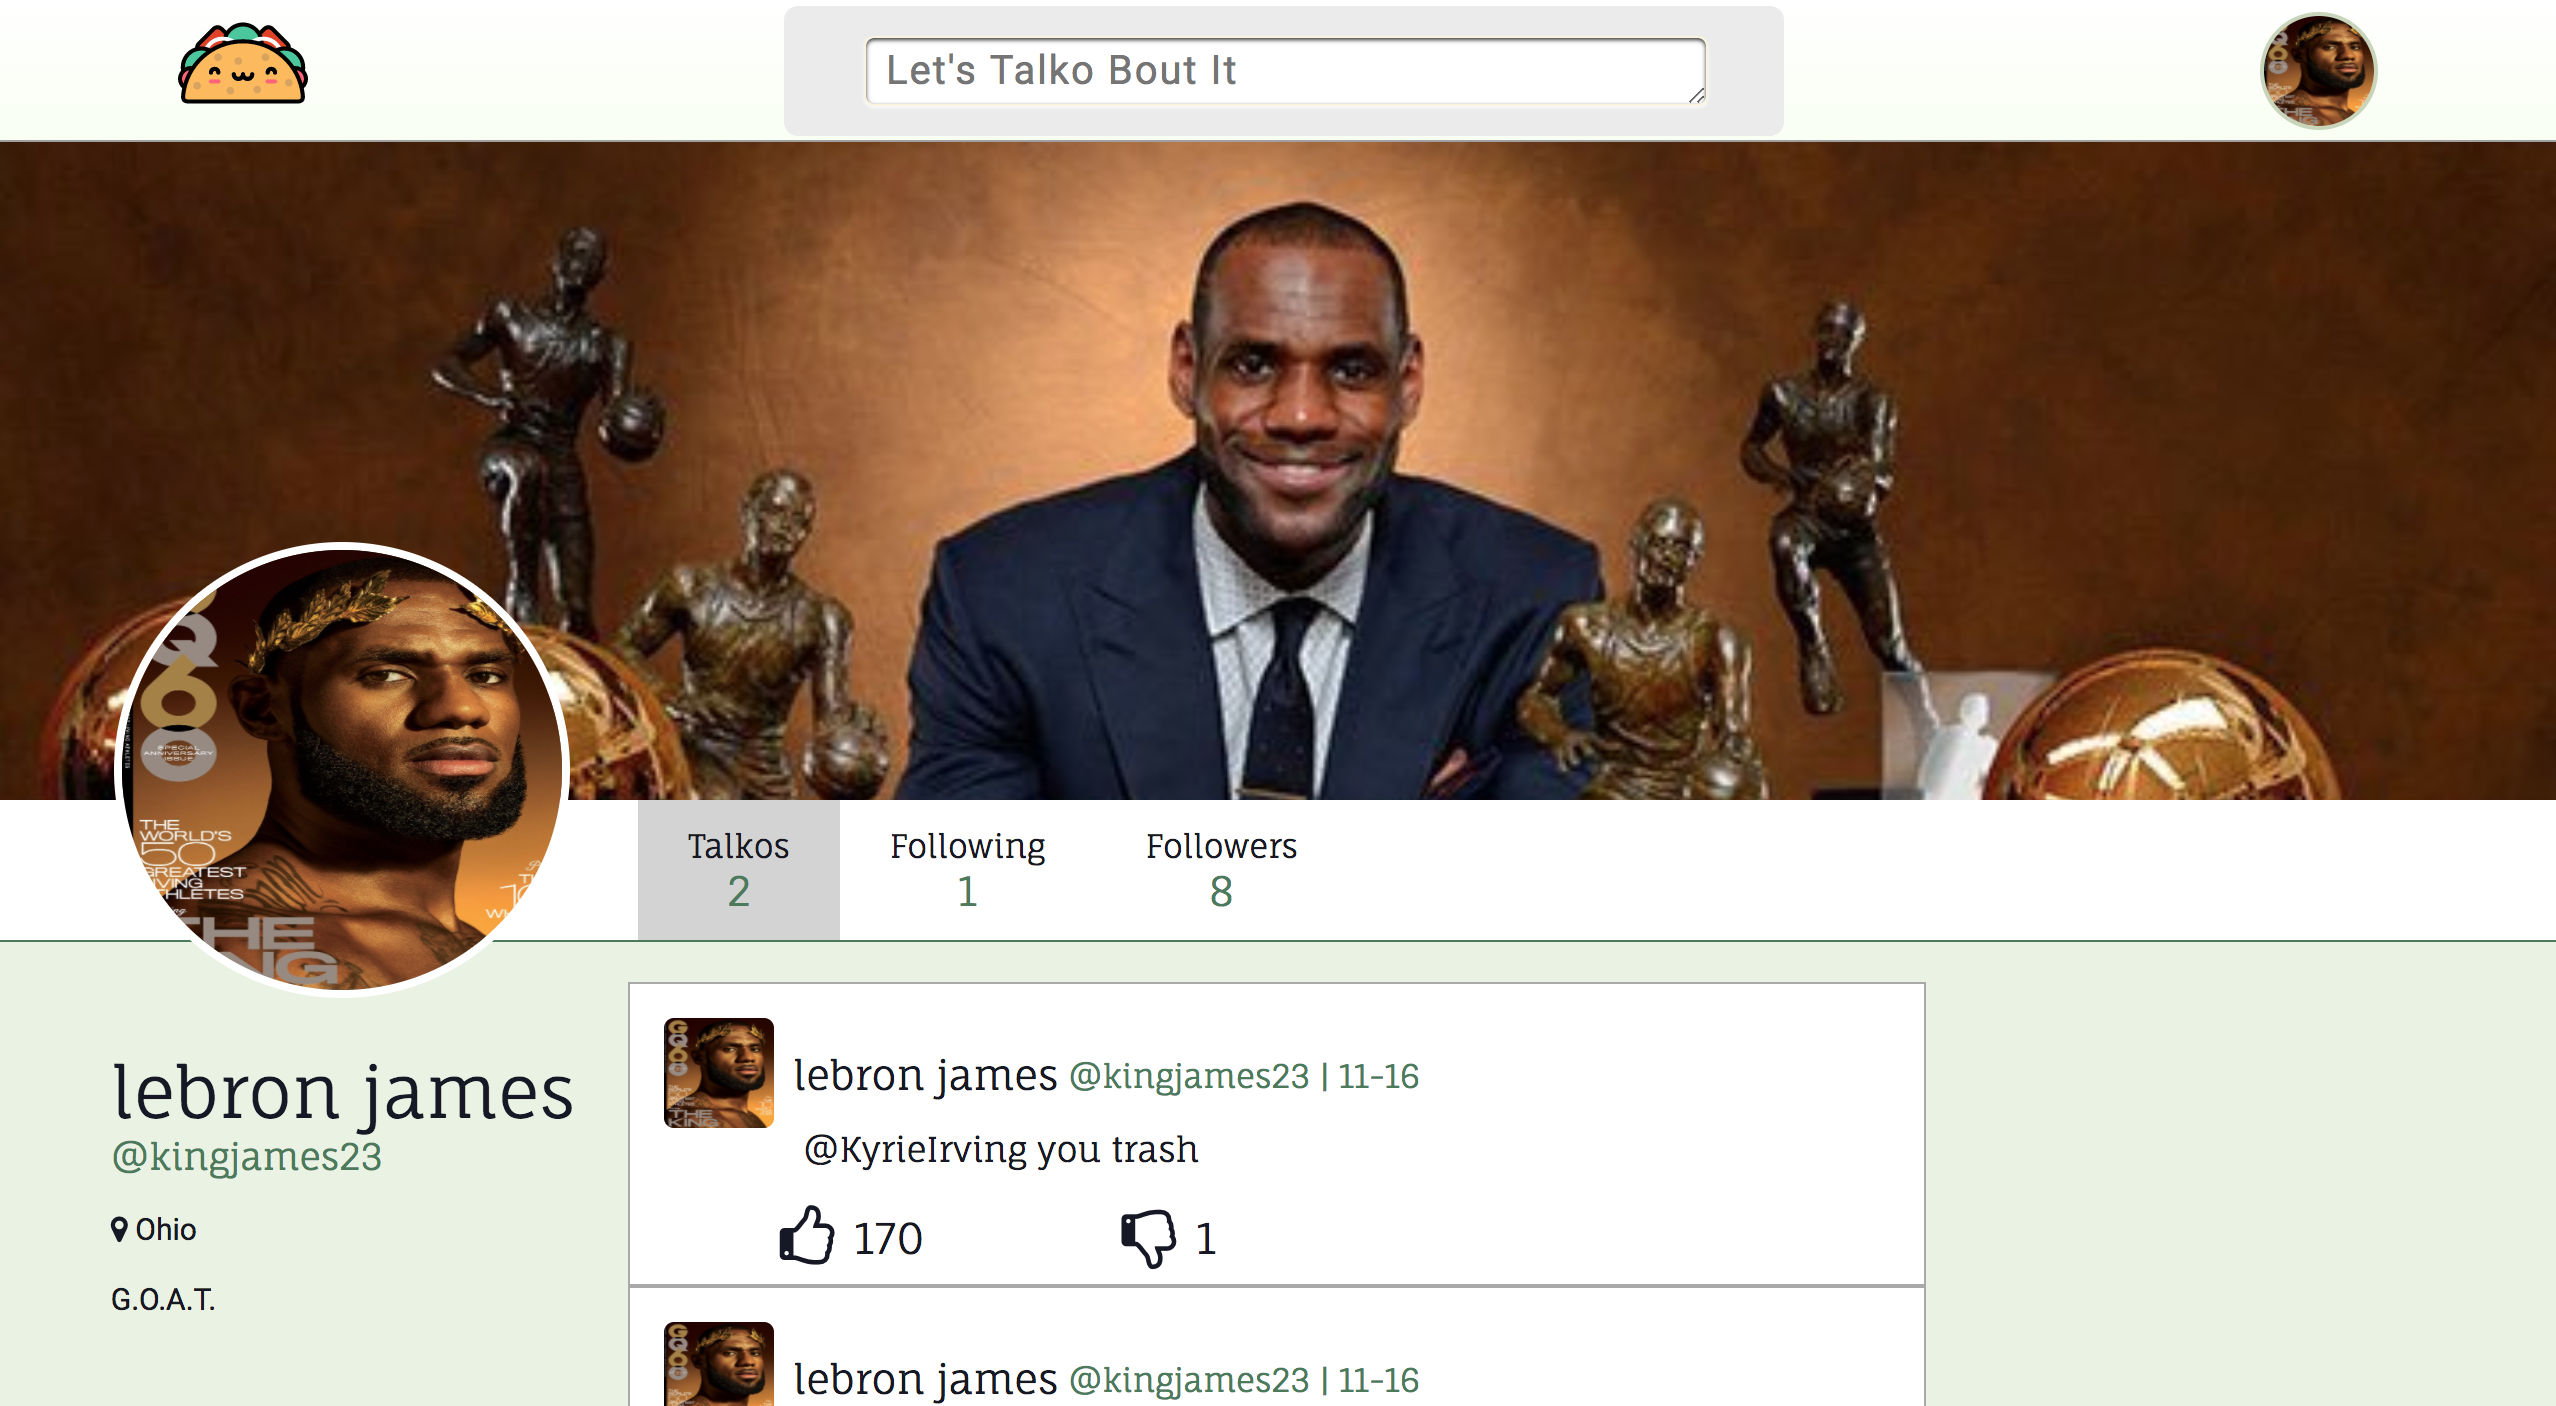 Let's Talko Bout It
Talkos
2
Following
1
Followers
8
GQ
60
SPECIAL
ANNIVERSARY
ISSUE
THE
WORLD'S
50
GREATEST
LIVING
ATHLETES
THE
KING
lebron james
@kingjames23
Ohio
G.O.A.T.
lebron james @kingjames23 | 11-16
@KyrieIrving you trash
170
1
lebron james @kingjames23 | 11-16